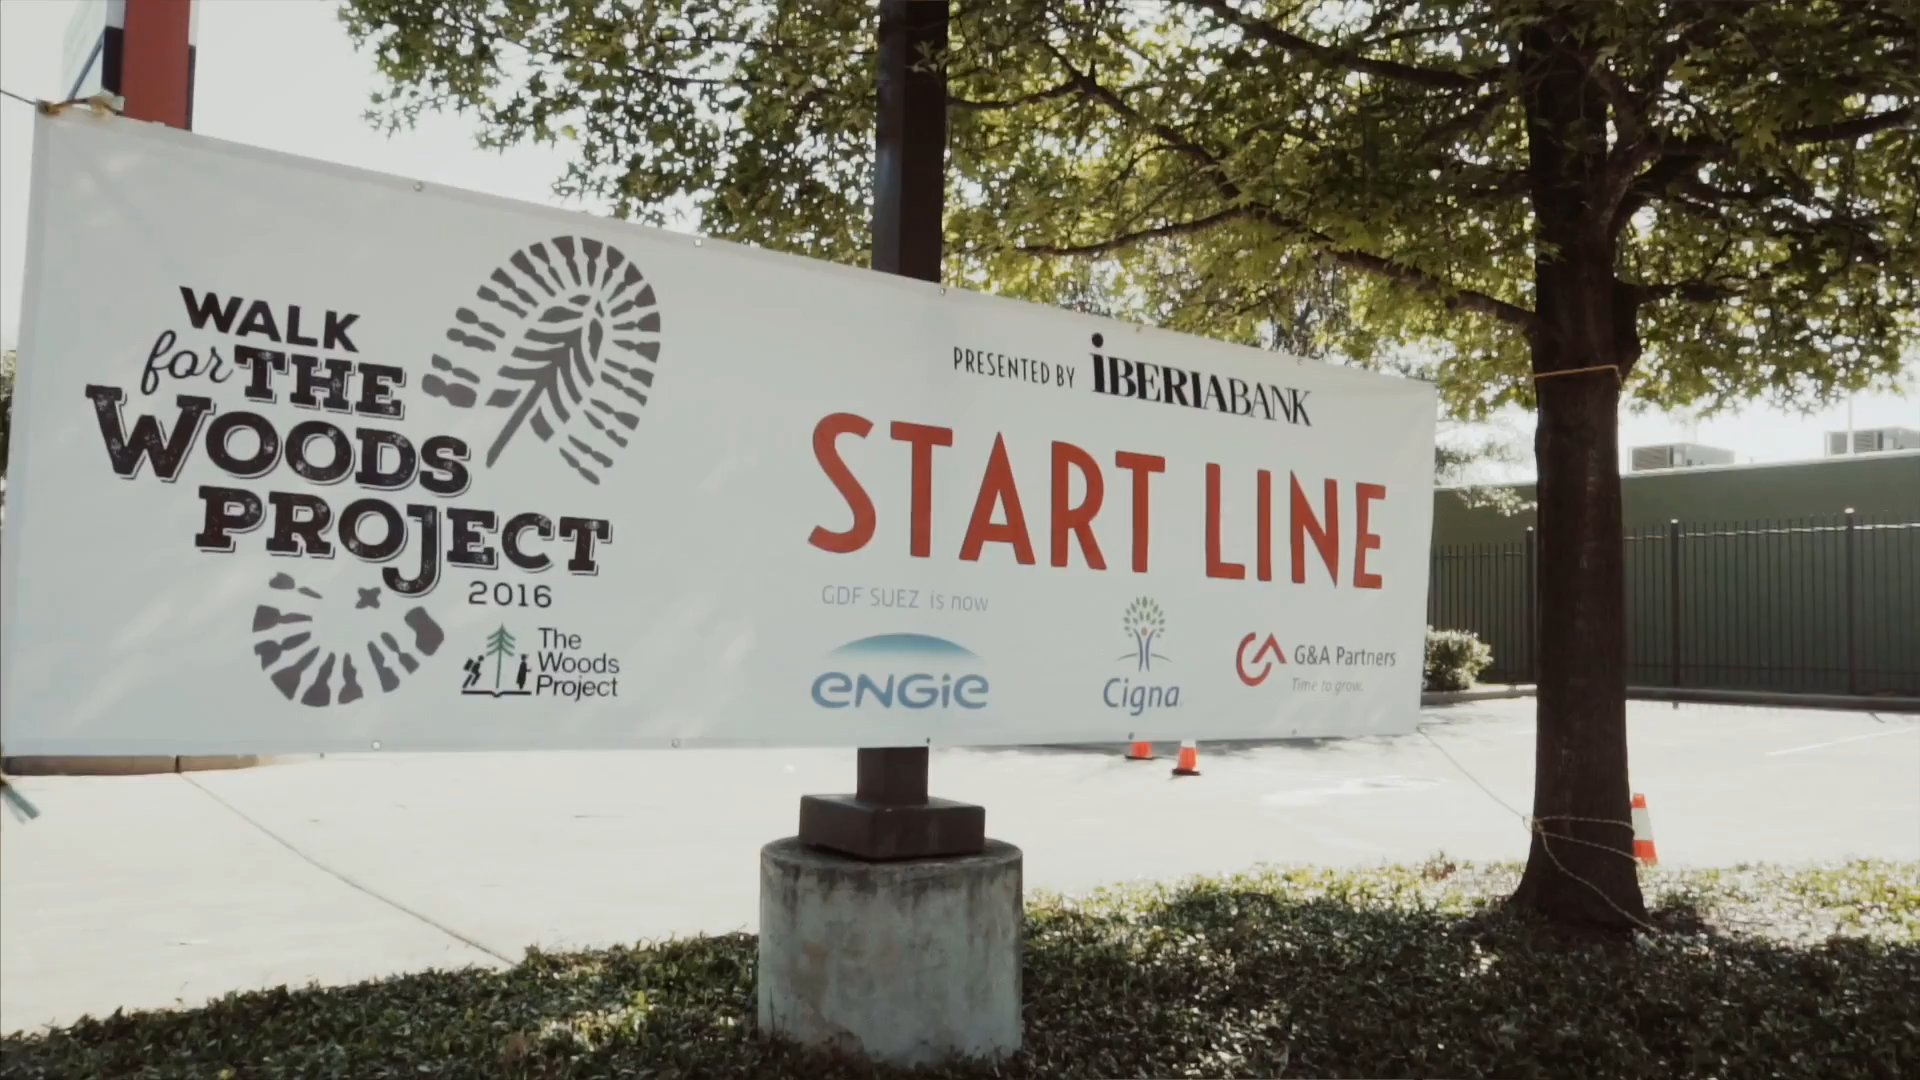 WALK
for THE
WOODS
PROJECT
2016
The
Woods
Project
PRESENTED BY IBERIABANK
START LINE
GDF SUEZ is now
ENGIE
Cigna
G&A Partners
Time to grow.